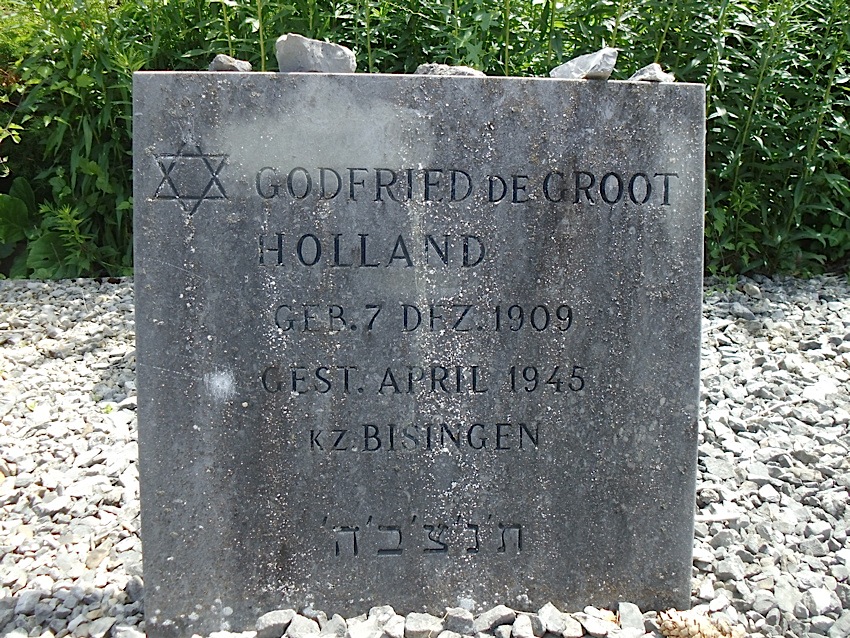 GODFRIED DE GROOT
HOLLAND
GEB. 7 DEZ. 1909
GEST. APRIL 1945
KZ. BISINGEN
ת'נ'צ'ב'ה'